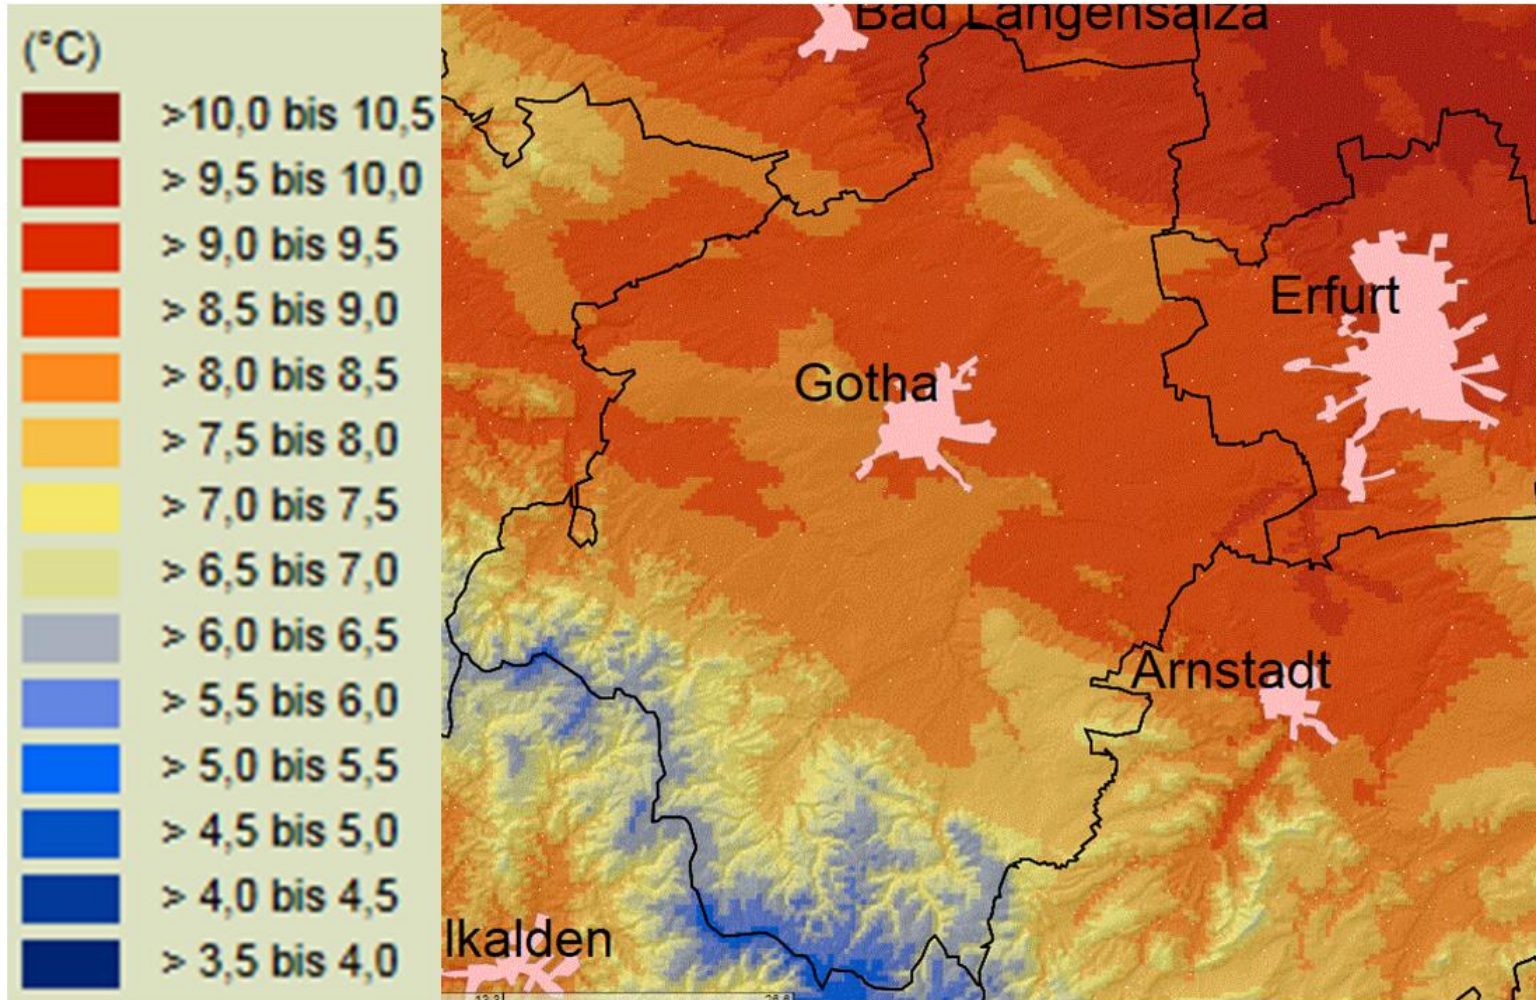 (°C)
>10,0 bis 10,5
> 9,5 bis 10,0
> 9,0 bis 9,5
> 8,5 bis 9,0
> 8,0 bis 8,5
> 7,5 bis 8,0
> 7,0 bis 7,5
> 6,5 bis 7,0
> 6,0 bis 6,5
> 5,5 bis 6,0
> 5,0 bis 5,5
> 4,5 bis 5,0
> 4,0 bis 4,5
> 3,5 bis 4,0
Bad Langensalza
Erfurt
Gotha
Arnstadt
lkalden